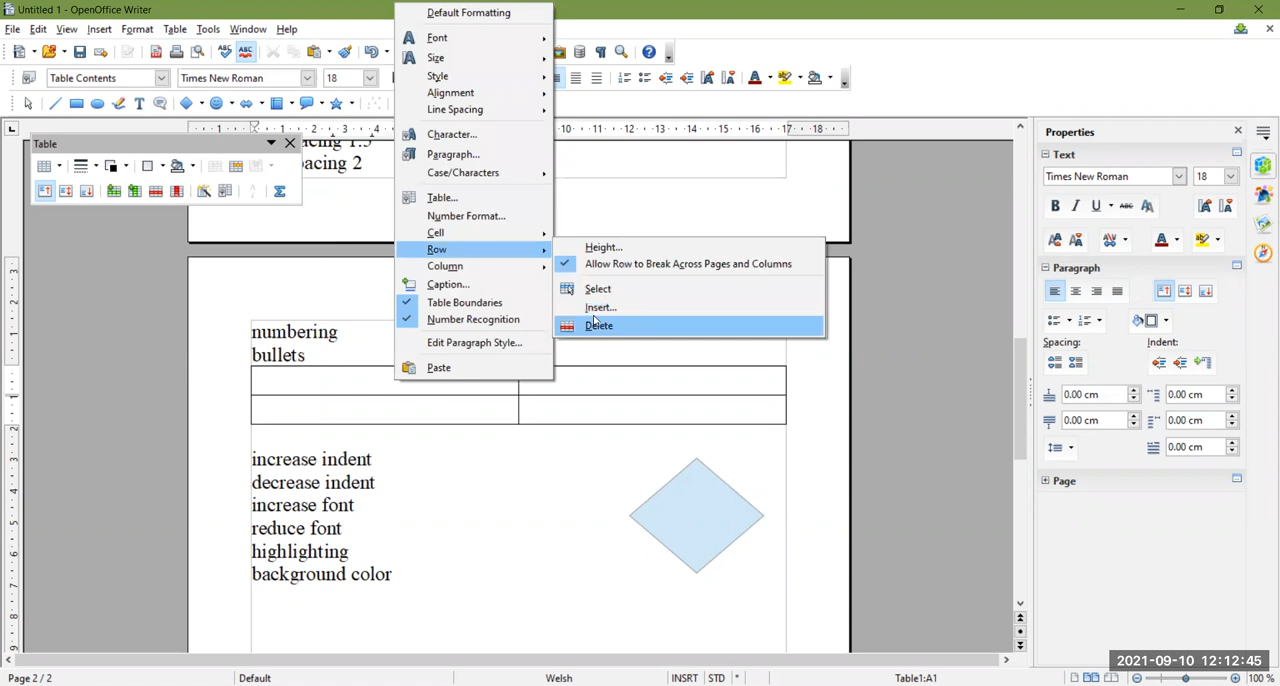 Untitled 1 - OpenOffice Writer
File Edit View Insert Format Table Tools Window Help
Table Contents Times New Roman 18
Default Formatting
Font
Size
Style
Alignment
Line Spacing
Character...
Paragraph...
Case/Characters
Table...
Number Format...
Cell
Row
Column
Caption...
Table Boundaries
Number Recognition
Edit Paragraph Style...
Paste
Height...
Allow Row to Break Across Pages and Columns
Select
Insert...
Delete
Table
spacing 2
numbering
bullets
increase indent
decrease indent
increase font
reduce font
highlighting
background color
Properties
Text
Times New Roman 18
Paragraph
Spacing: Indent:
0.00 cm 0.00 cm
0.00 cm 0.00 cm
0.00 cm
Page
2021-09-10 12:12:45
Page 2 / 2 Default Welsh INSRT STD * Table1:A1 100 %